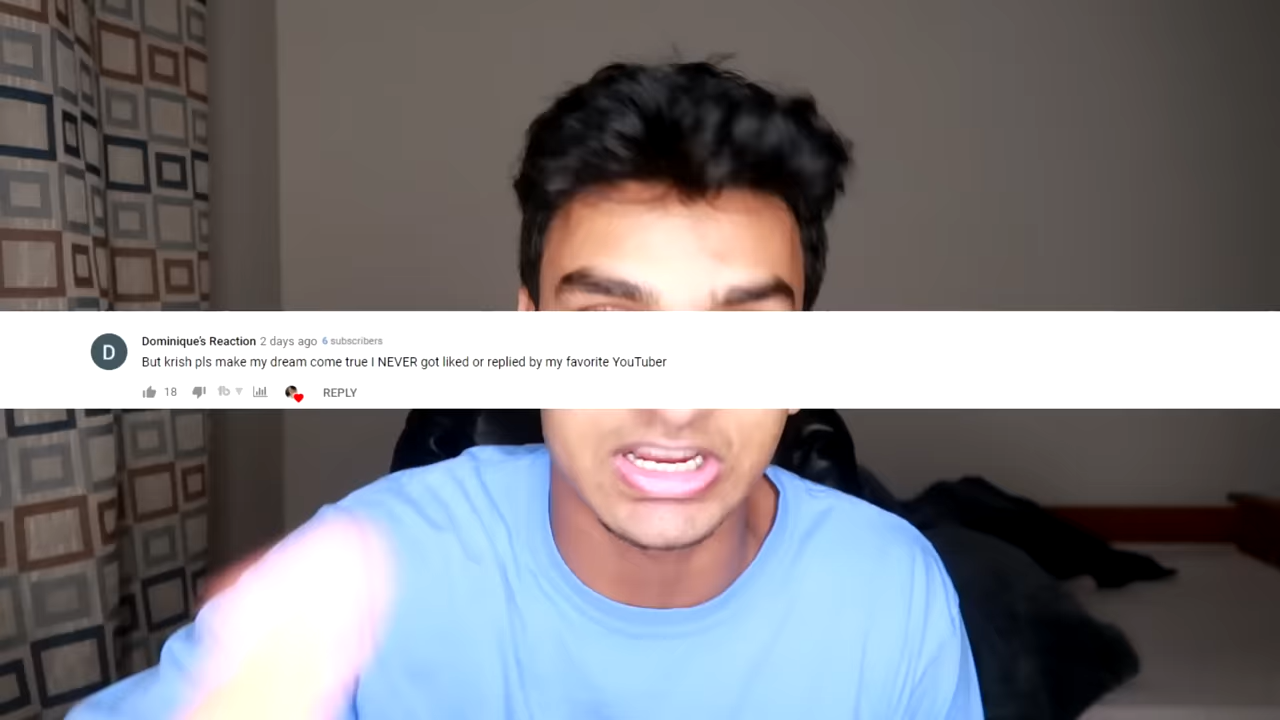 Dominique's Reaction 2 days ago 6 subscribers
But krish pls make my dream come true I NEVER got liked or replied by my favorite YouTuber
18 REPLY